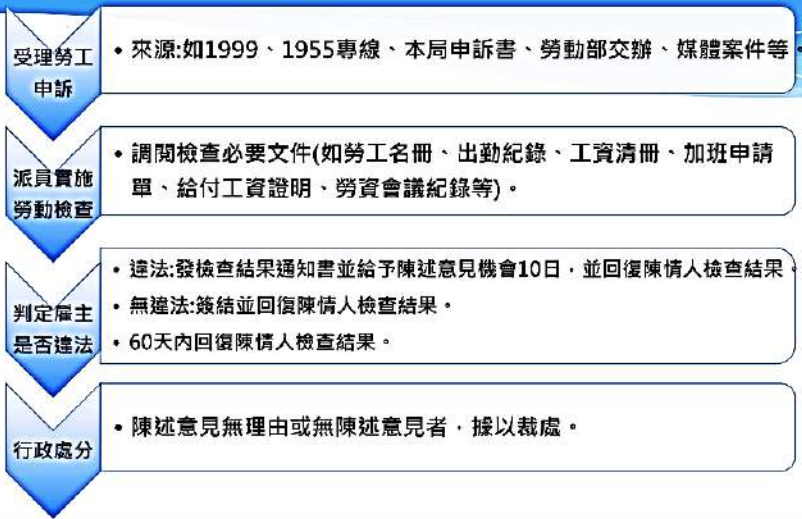 受理勞工
申訴
• 來源:如1999、1955專線、本局申訴書、勞動部交辦、媒體案件等。
派員實施
勞動檢查
• 調閱檢查必要文件(如勞工名冊、出勤紀錄、工資清冊、加班申請
單、給付工資證明、勞資會議紀錄等)。
判定雇主
是否違法
• 違法:發檢查結果通知書並給予陳述意見機會10日，並回復陳情人檢查結果。
• 無違法:簽結並回復陳情人檢查結果。
• 60天內回復陳情人檢查結果。
行政處分
• 陳述意見無理由或無陳述意見者，據以裁處。